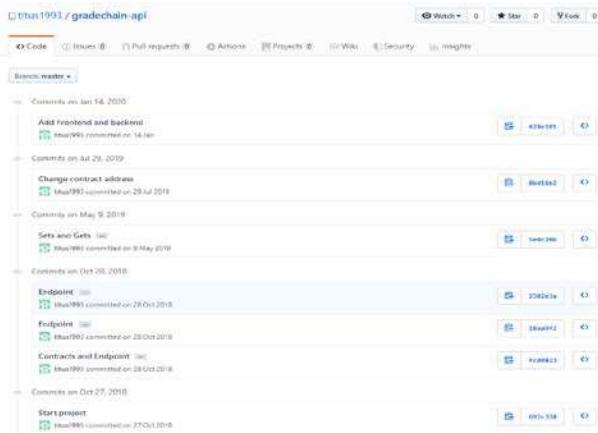 titus1993 / gradechain-api
Watch 0 Star 0 Fork 0
Code Issues 0 Pull requests 0 Actions Projects 0 Wiki Security Insights
Branch: master
Commits on Jan 14, 2020
Add Frontend and backend
titus1993 committed on 14 Jan
Commits on Jul 29, 2019
Change contract address
titus1993 committed on 29 Jul 2019
Commits on May 9, 2019
Sets and Gets
titus1993 committed on 9 May 2019
Commits on Oct 28, 2018
Endpoint
titus1993 committed on 28 Oct 2018
Endpoint
titus1993 committed on 28 Oct 2018
Contracts and Endpoint
titus1993 committed on 28 Oct 2018
Commits on Oct 27, 2018
Start project
titus1993 committed on 27 Oct 2018